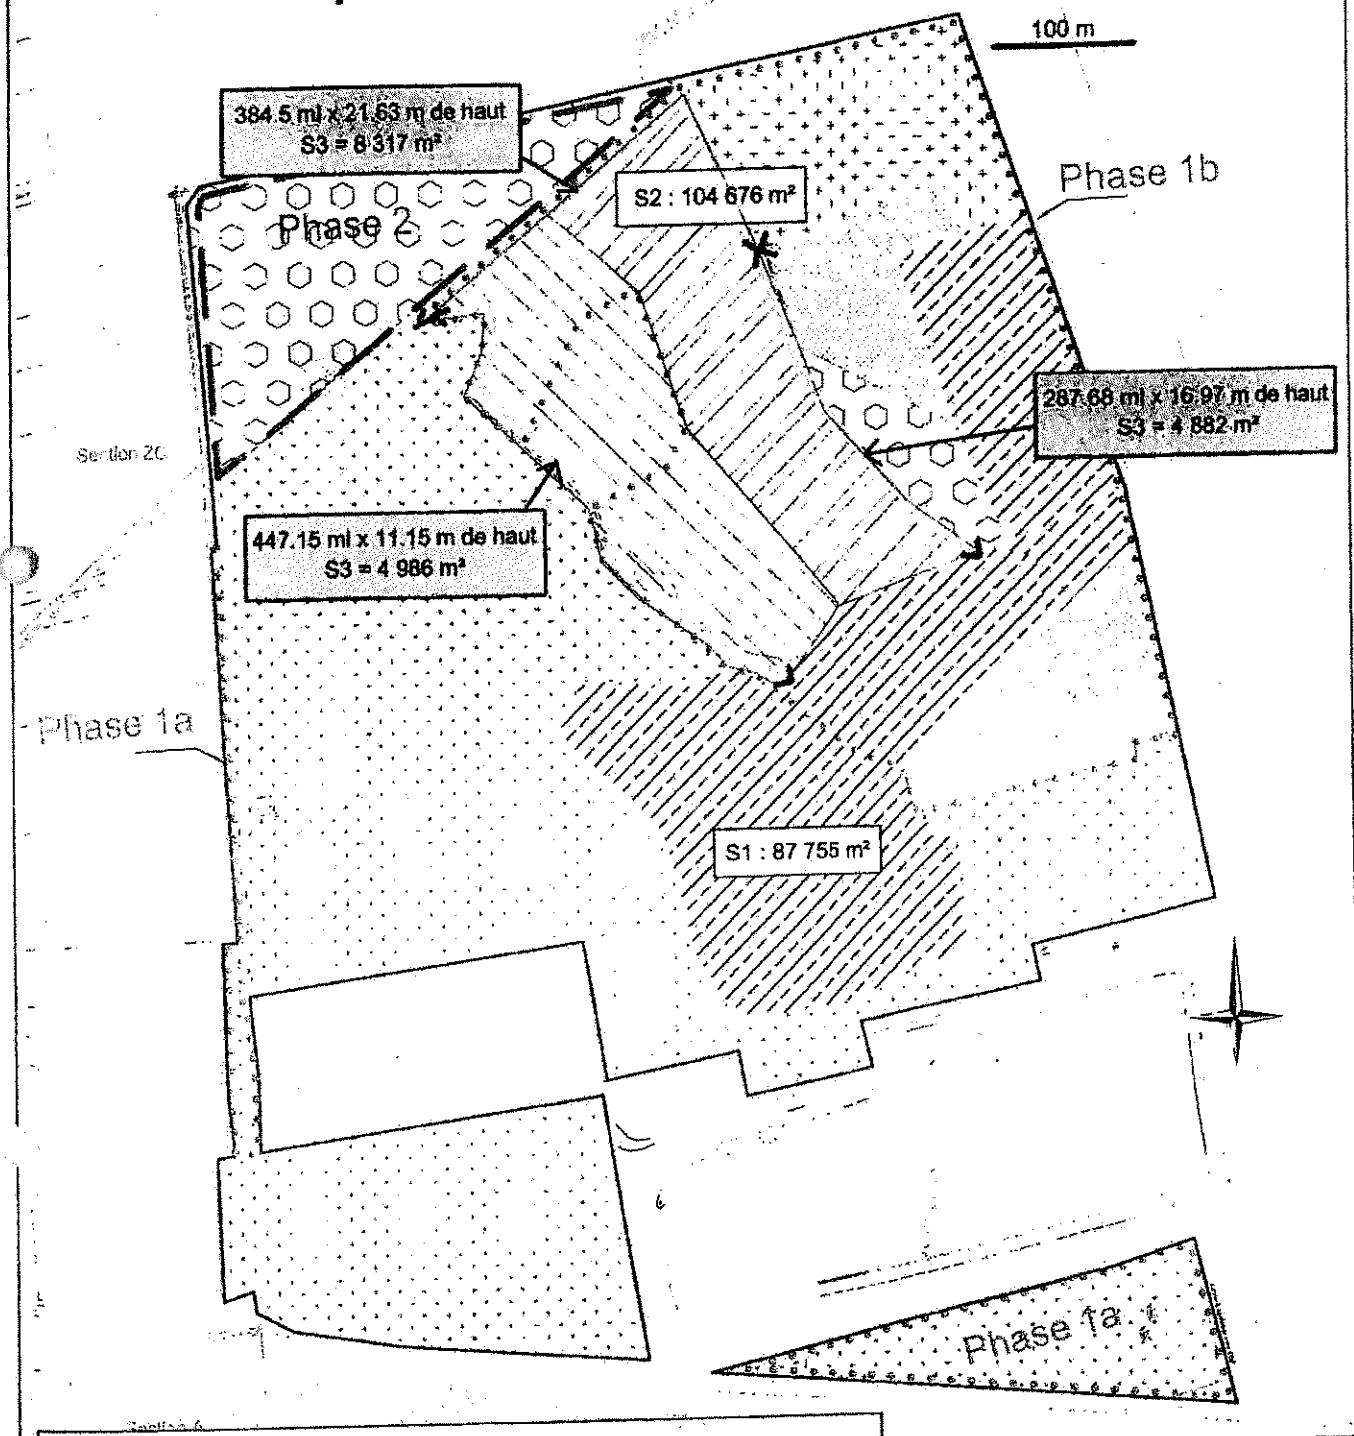 100 m
384.5 ml x 21.63 m de haut
S3 = 8 317 m²
Phase 1b
S2 : 104 676 m²
Phase 2
287.68 ml x 16.97 m de haut
S3 = 4 882 m²
Section ZC
447.15 ml x 11.15 m de haut
S3 = 4 986 m²
Phase 1a
S1 : 87 755 m²
Phase 1a
Section A